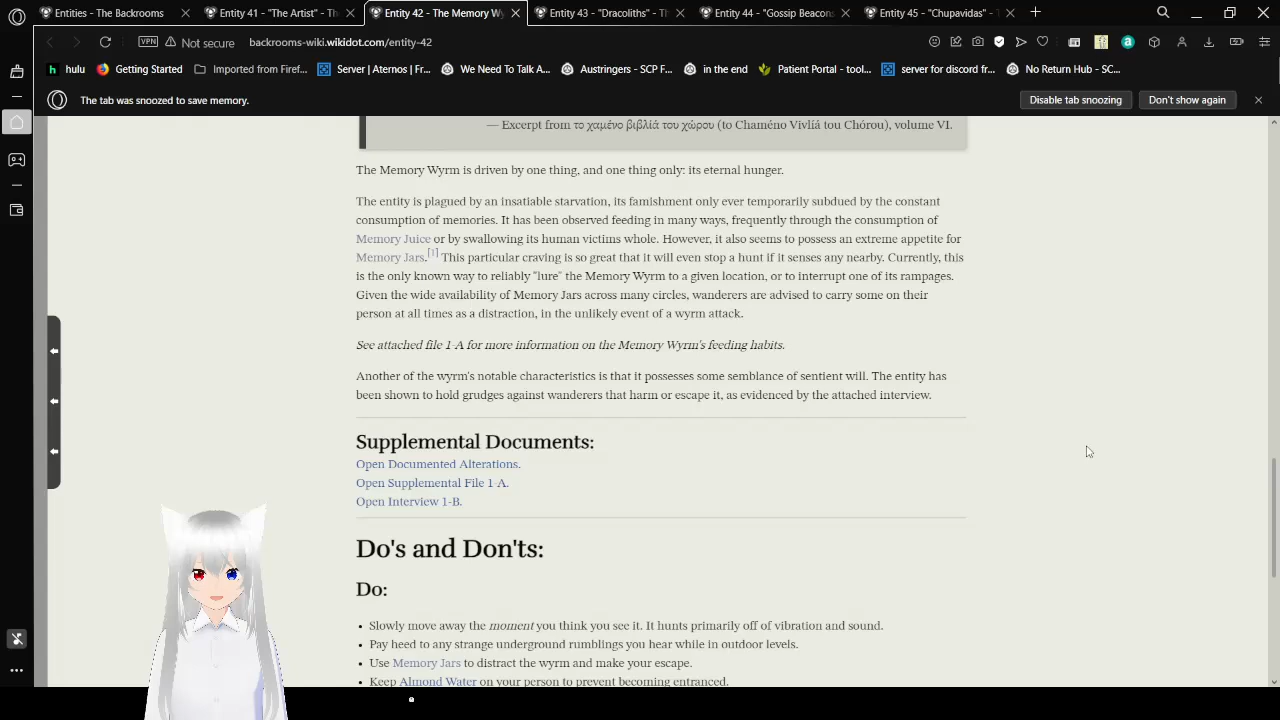 Entities - The Backrooms
Entity 41 - "The Artist" - Th
Entity 42 - "The Memory Wy
Entity 43 - "Dracoliths" - Th
Entity 44 - "Gossip Beacons
Entity 45 - "Chupavidas" - T
VPN
Not secure
backrooms-wiki.wikidot.com/entity-42
hulu
Getting Started
Imported from Firef...
Server | Aternos | Fr...
We Need To Talk A...
Austringers - SCP F...
in the end
Patient Portal - tool...
server for discord fr...
No Return Hub - SC...
The tab was snoozed to save memory.
Disable tab snoozing
Don't show again
— Excerpt from το χαμένο βιβλίά του χώρου (to Chaméno Vivliá tou Chórou), volume VI.
The Memory Wyrm is driven by one thing, and one thing only: its eternal hunger.
The entity is plagued by an insatiable starvation, its famishment only ever temporarily subdued by the constant
consumption of memories. It has been observed feeding in many ways, frequently through the consumption of
Memory Juice or by swallowing its human victims whole. However, it also seems to possess an extreme appetite for
Memory Jars.[1] This particular craving is so great that it will even stop a hunt if it senses any nearby. Currently, this
is the only known way to reliably "lure" the Memory Wyrm to a given location, or to interrupt one of its rampages.
Given the wide availability of Memory Jars across many circles, wanderers are advised to carry some on their
person at all times as a distraction, in the unlikely event of a wyrm attack.
See attached file 1-A for more information on the Memory Wyrm's feeding habits.
Another of the wyrm's notable characteristics is that it possesses some semblance of sentient will. The entity has
been shown to hold grudges against wanderers that harm or escape it, as evidenced by the attached interview.
Supplemental Documents:
Open Documented Alterations.
Open Supplemental File 1-A.
Open Interview 1-B.
Do's and Don'ts:
Do:
• Slowly move away the moment you think you see it. It hunts primarily off of vibration and sound.
• Pay heed to any strange underground rumblings you hear while in outdoor levels.
• Use Memory Jars to distract the wyrm and make your escape.
• Keep Almond Water on your person to prevent becoming entranced.